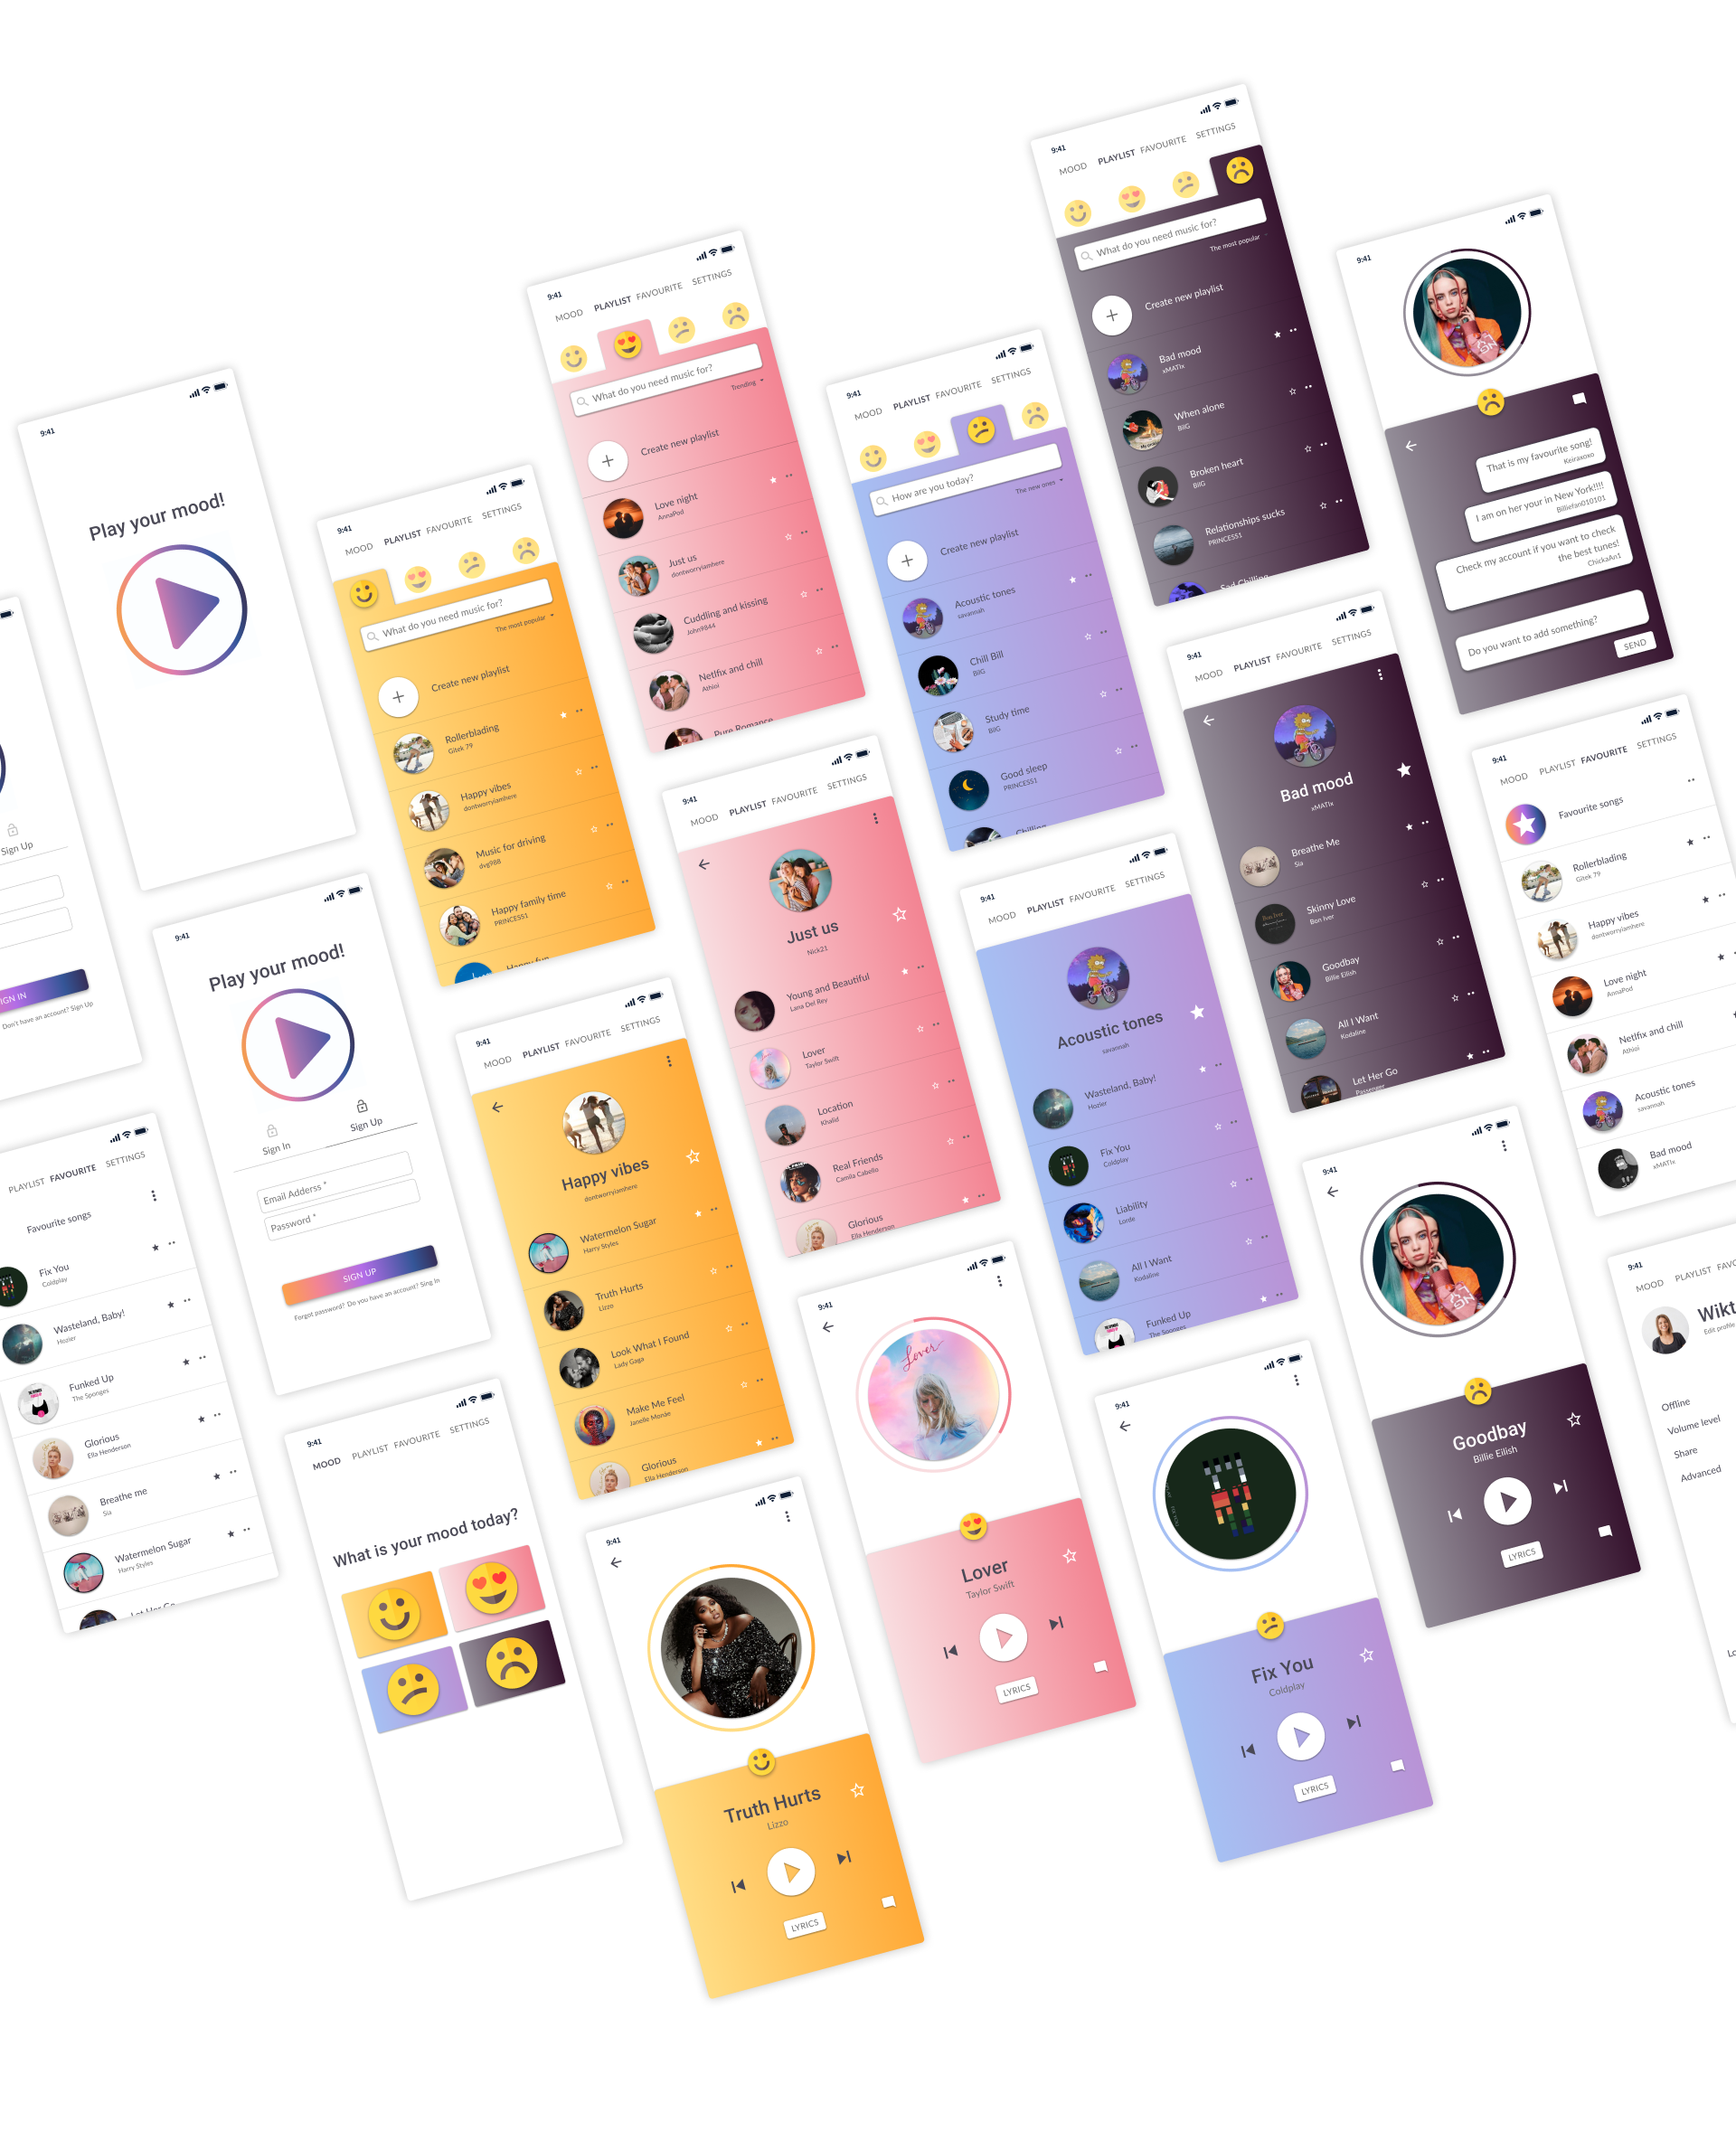 Sign Up
SIGN IN
Don't have an account? Sign Up
PLAYLIST FAVOURITE SETTINGS
Favourite songs
Fix You
Coldplay
Wasteland, Baby!
Hozier
Funked Up
The Sponges
Glorious
Ella Henderson
Breathe me
Sia
Watermelon Sugar
Harry Styles
Let Her Go
9:41
Play your mood!
9:41
Play your mood!
Sign In
Sign Up
Email Adderss *
Password *
SIGN UP
Forgot password? Do you have an account? Sing In
9:41
MOOD PLAYLIST FAVOURITE SETTINGS
What is your mood today?
9:41
MOOD PLAYLIST FAVOURITE SETTINGS
What do you need music for?
The most popular
Create new playlist
Rollerblading
Gitek 79
Happy vibes
dontworryiamhere
Music for driving
dvg988
Happy family time
PRINCESS1
Happy fun
9:41
MOOD PLAYLIST FAVOURITE SETTINGS
Happy vibes
dontworryiamhere
Watermelon Sugar
Harry Styles
Truth Hurts
Lizzo
Look What I Found
Lady Gaga
Make Me Feel
Janelle Monáe
Glorious
Ella Henderson
9:41
Truth Hurts
Lizzo
LYRICS
9:41
MOOD PLAYLIST FAVOURITE SETTINGS
What do you need music for?
Trending
Create new playlist
Love night
AnnaPod
Just us
dontworryiamhere
Cuddling and kissing
John9844
Netlfix and chill
Athioi
Pure Romance
9:41
MOOD PLAYLIST FAVOURITE SETTINGS
Just us
Nick21
Young and Beautiful
Lana Del Rey
Lover
Taylor Swift
Location
Khalid
Real Friends
Camila Cabello
Glorious
Ella Henderson
9:41
Lover
Lover
Taylor Swift
LYRICS
9:41
MOOD PLAYLIST FAVOURITE SETTINGS
How are you today?
The new ones
Create new playlist
Acoustic tones
savannah
Chill Bill
BIIG
Study time
BIIG
Good sleep
PRINCESS1
Chilling
9:41
MOOD PLAYLIST FAVOURITE SETTINGS
Acoustic tones
savannah
Wasteland, Baby!
Hozier
Fix You
Coldplay
Liability
Lorde
All I Want
Kodaline
Funked Up
The Sponges
9:41
Fix You
Coldplay
LYRICS
9:41
MOOD PLAYLIST FAVOURITE SETTINGS
What do you need music for?
The most popular
Create new playlist
Bad mood
xMATIx
When alone
BIIG
Broken heart
BIIG
Relationships sucks
PRINCESS1
Sad Chilling
9:41
MOOD PLAYLIST FAVOURITE SETTINGS
Bad mood
xMATIx
Breathe Me
Sia
Skinny Love
Bon Iver
Goodbay
Billie Eilish
All I Want
Kodaline
Let Her Go
Passenger
9:41
Goodbay
Billie Eilish
LYRICS
9:41
That is my favourite song!
Keiraxoxo
I am on her your in New York!!!!
Billiefan010101
Check my account if you want to check
the best tunes!
ChickaAn1
Do you want to add something?
SEND
9:41
MOOD PLAYLIST FAVOURITE SETTINGS
Favourite songs
Rollerblading
Gitek 79
Happy vibes
dontworryiamhere
Love night
AnnaPod
Netlfix and chill
Athioi
Acoustic tones
savannah
Bad mood
xMATIx
9:41
MOOD PLAYLIST
Edit profile
Offline
Volume level
Share
Advanced